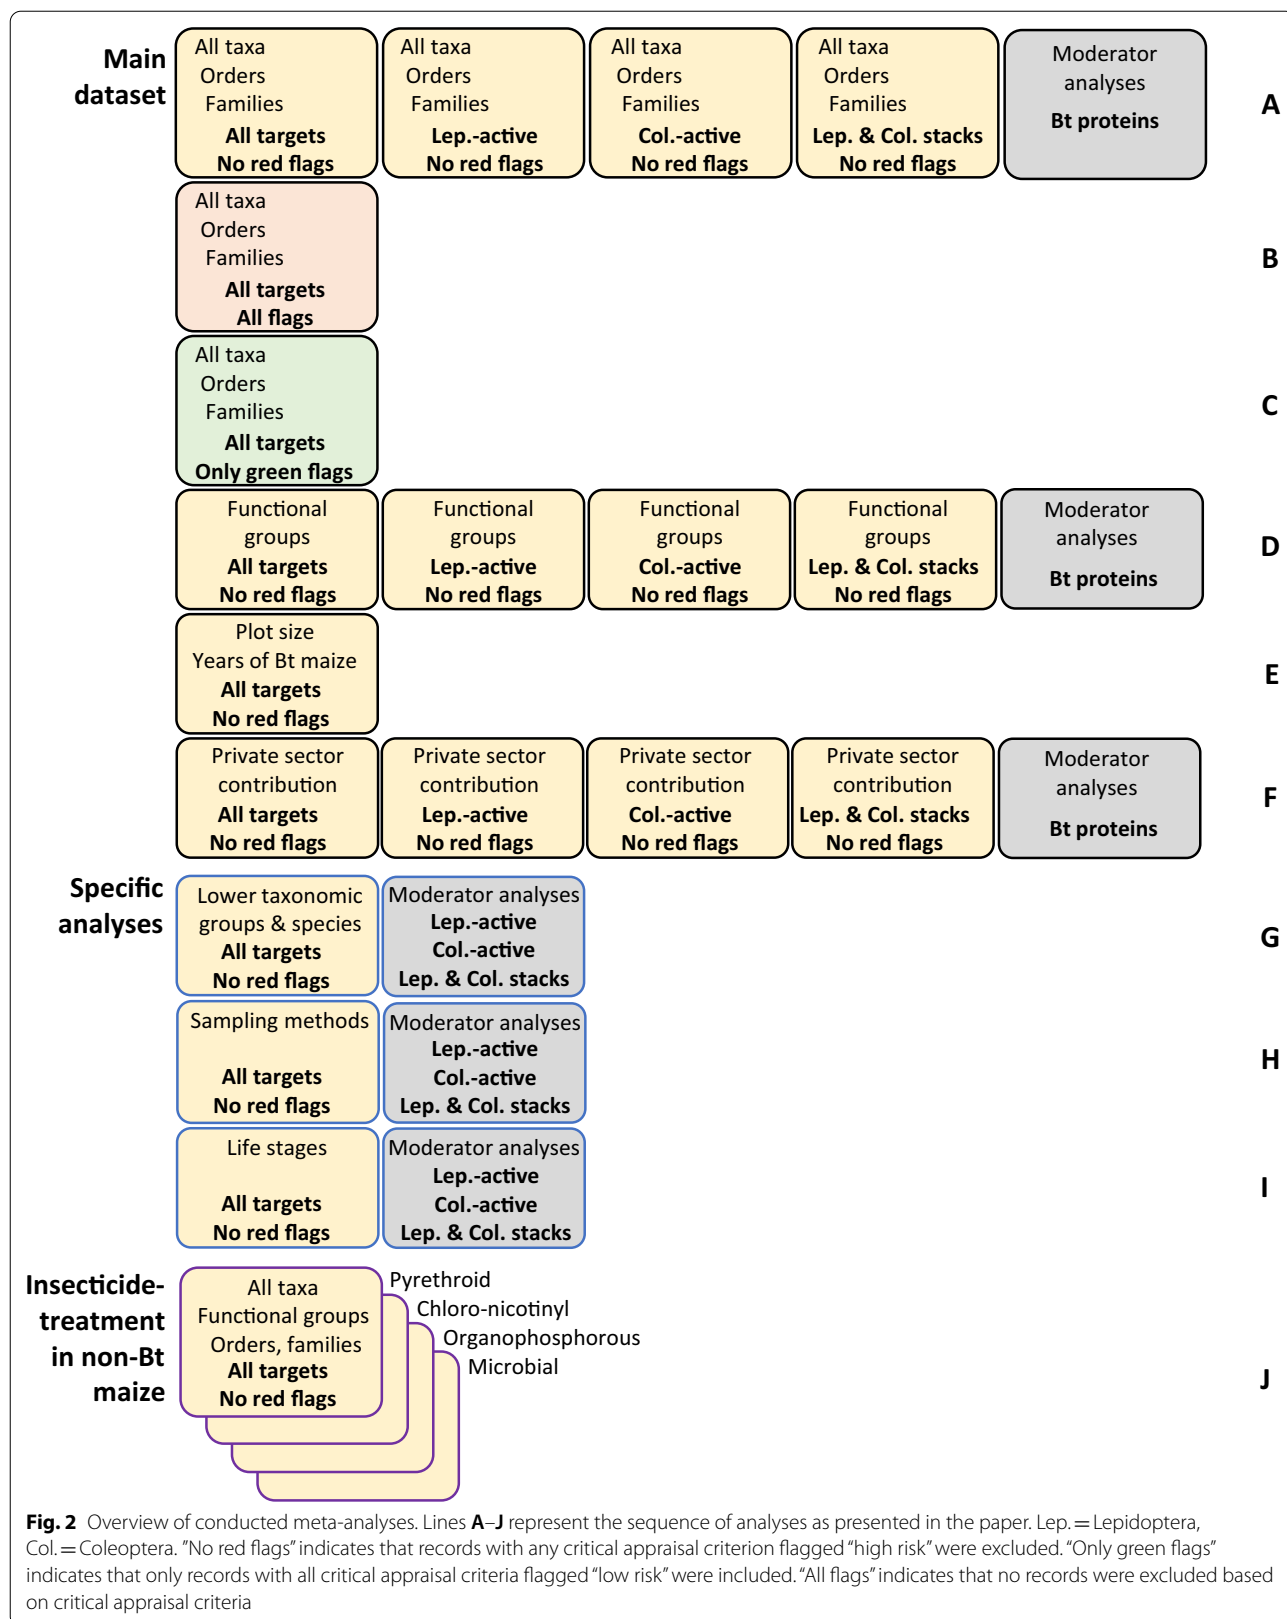 Main
dataset
All taxa
Orders
Families
All targets
No red flags
All taxa
Orders
Families
Lep.-active
No red flags
All taxa
Orders
Families
Col.-active
No red flags
All taxa
Orders
Families
Lep. & Col. stacks
No red flags
Moderator
analyses
Bt proteins
A
All taxa
Orders
Families
All targets
All flags
B
All taxa
Orders
Families
All targets
Only green flags
C
Functional
groups
All targets
No red flags
Functional
groups
Lep.-active
No red flags
Functional
groups
Col.-active
No red flags
Functional
groups
Lep. & Col. stacks
No red flags
Moderator
analyses
Bt proteins
D
Plot size
Years of Bt maize
All targets
No red flags
E
Private sector
contribution
All targets
No red flags
Private sector
contribution
Lep.-active
No red flags
Private sector
contribution
Col.-active
No red flags
Private sector
contribution
Lep. & Col. stacks
No red flags
Moderator
analyses
Bt proteins
F
Specific
analyses
Lower taxonomic
groups & species
All targets
No red flags
Moderator analyses
Lep.-active
Col.-active
Lep. & Col. stacks
G
Sampling methods
All targets
No red flags
Moderator analyses
Lep.-active
Col.-active
Lep. & Col. stacks
H
Life stages
All targets
No red flags
Moderator analyses
Lep.-active
Col.-active
Lep. & Col. stacks
I
Insecticide-
treatment
in non-Bt
maize
All taxa
Functional groups
Orders, families
All targets
No red flags
Pyrethroid
Chloro-nicotinyl
Organophosphorous
Microbial
J
Fig. 2 Overview of conducted meta-analyses. Lines A–J represent the sequence of analyses as presented in the paper. Lep. = Lepidoptera,
Col. = Coleoptera. "No red flags" indicates that records with any critical appraisal criterion flagged "high risk" were excluded. "Only green flags"
indicates that only records with all critical appraisal criteria flagged "low risk" were included. "All flags" indicates that no records were excluded based
on critical appraisal criteria